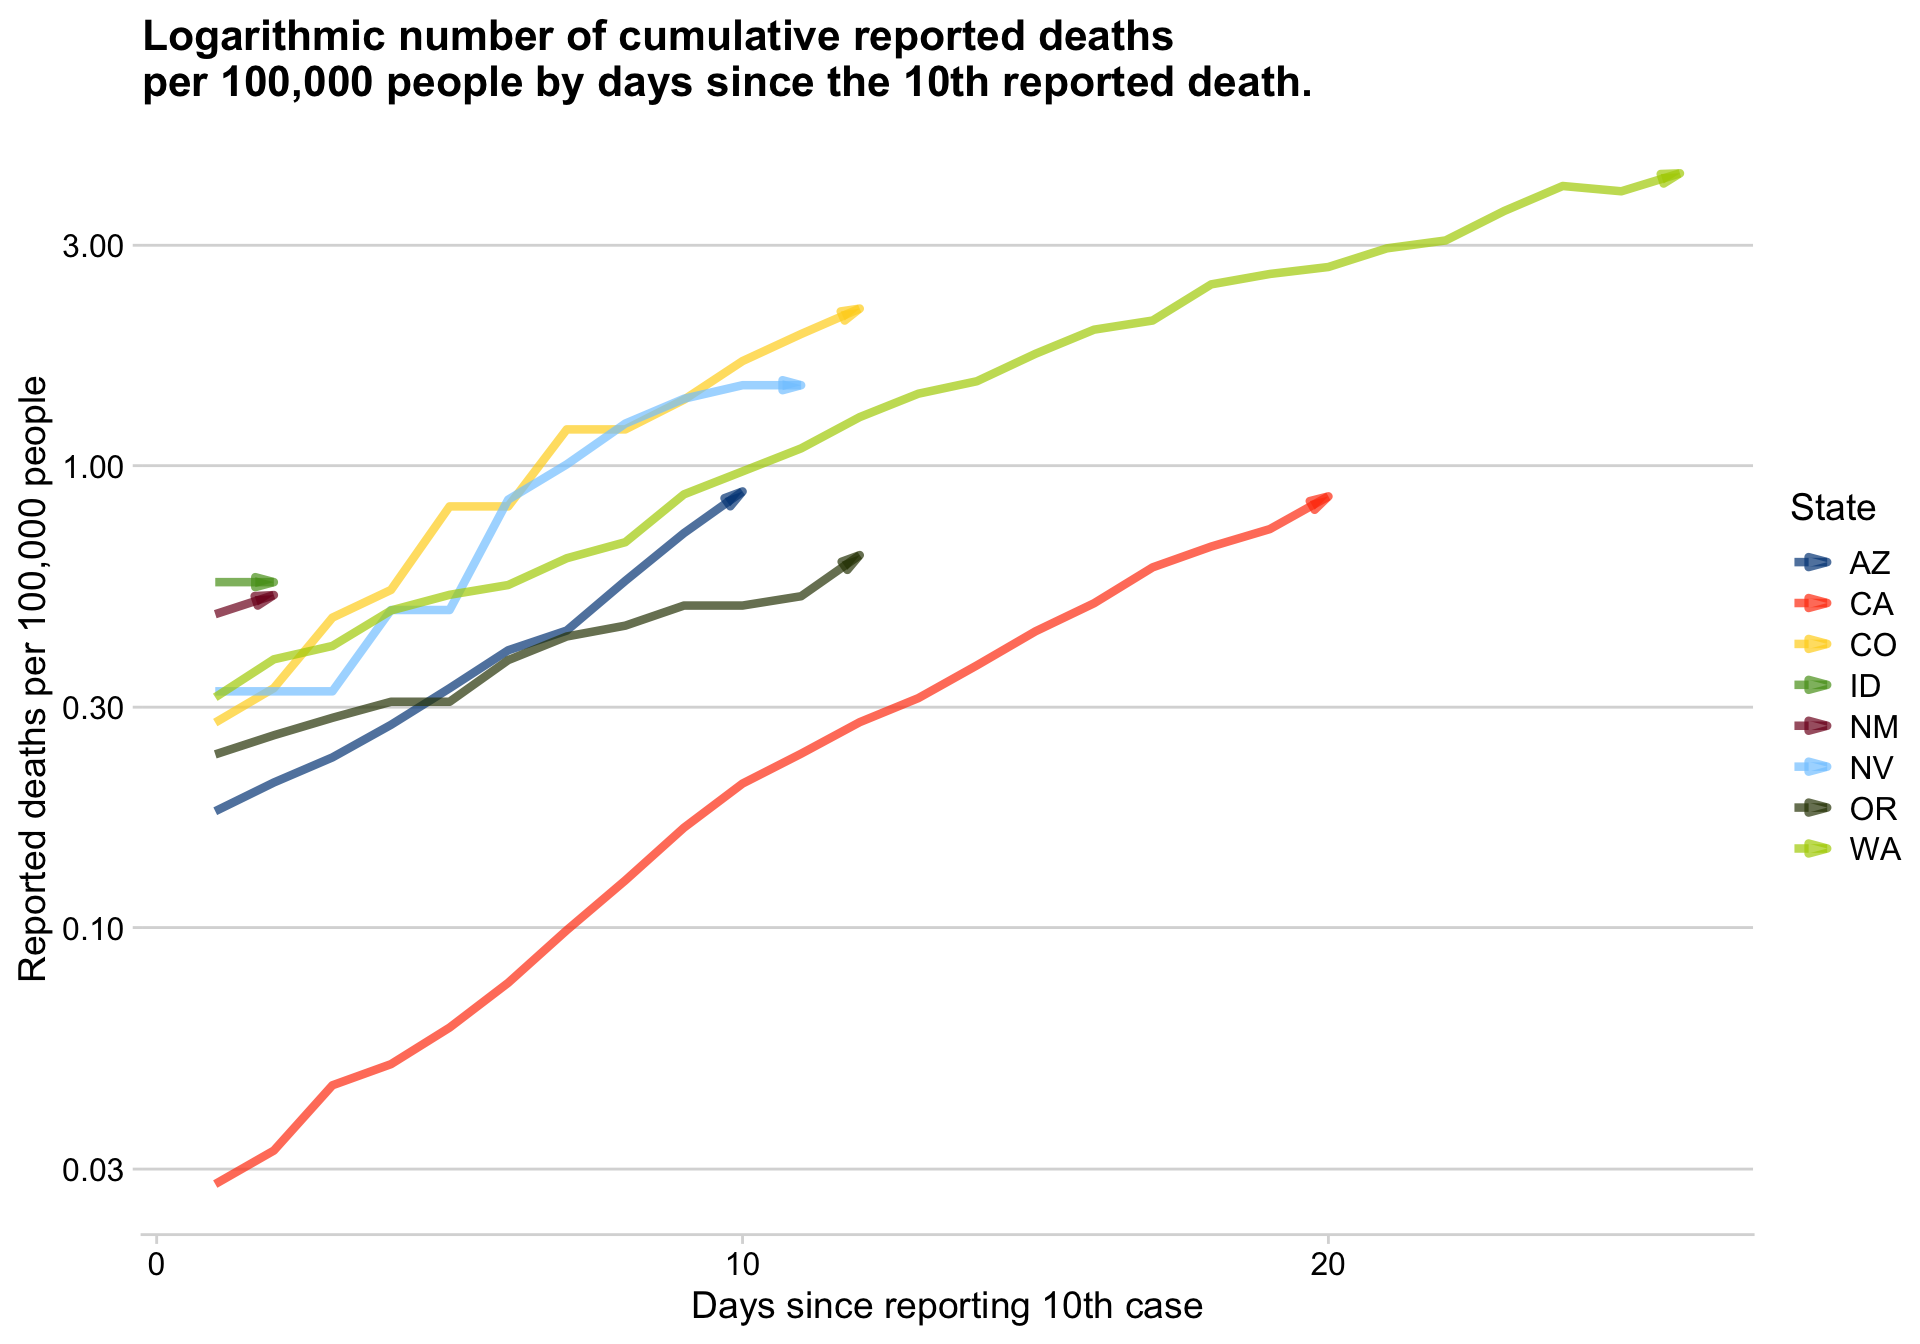 Logarithmic number of cumulative reported deaths
per 100,000 people by days since the 10th reported death.
Reported deaths per 100,000 people
3.00
1.00
0.30
0.10
0.03
0
10
20
Days since reporting 10th case
State
AZ
CA
CO
ID
NM
NV
OR
WA